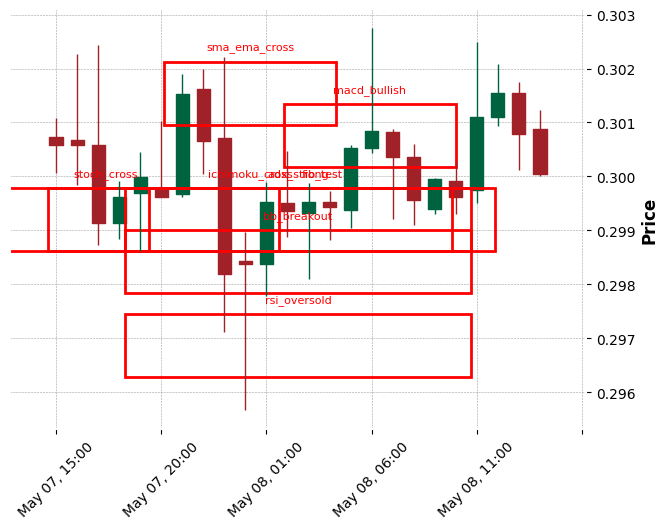 sma_ema_cross
macd_bullish
stoch_cross
rsi_oversold
0.303
0.302
0.301
0.300
0.299
0.298
0.297
0.296
Price
May 07, 15:00
May 07, 20:00
May 08, 01:00
May 08, 06:00
May 08, 11:00